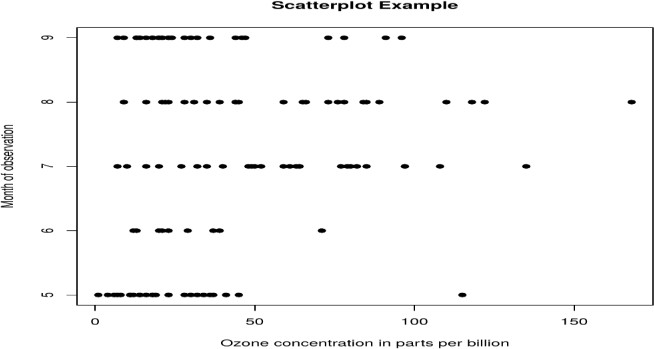 Scatterplot Example
Month of observation
9
8
7
6
5
0 50 100 150
Ozone concentration in parts per billion